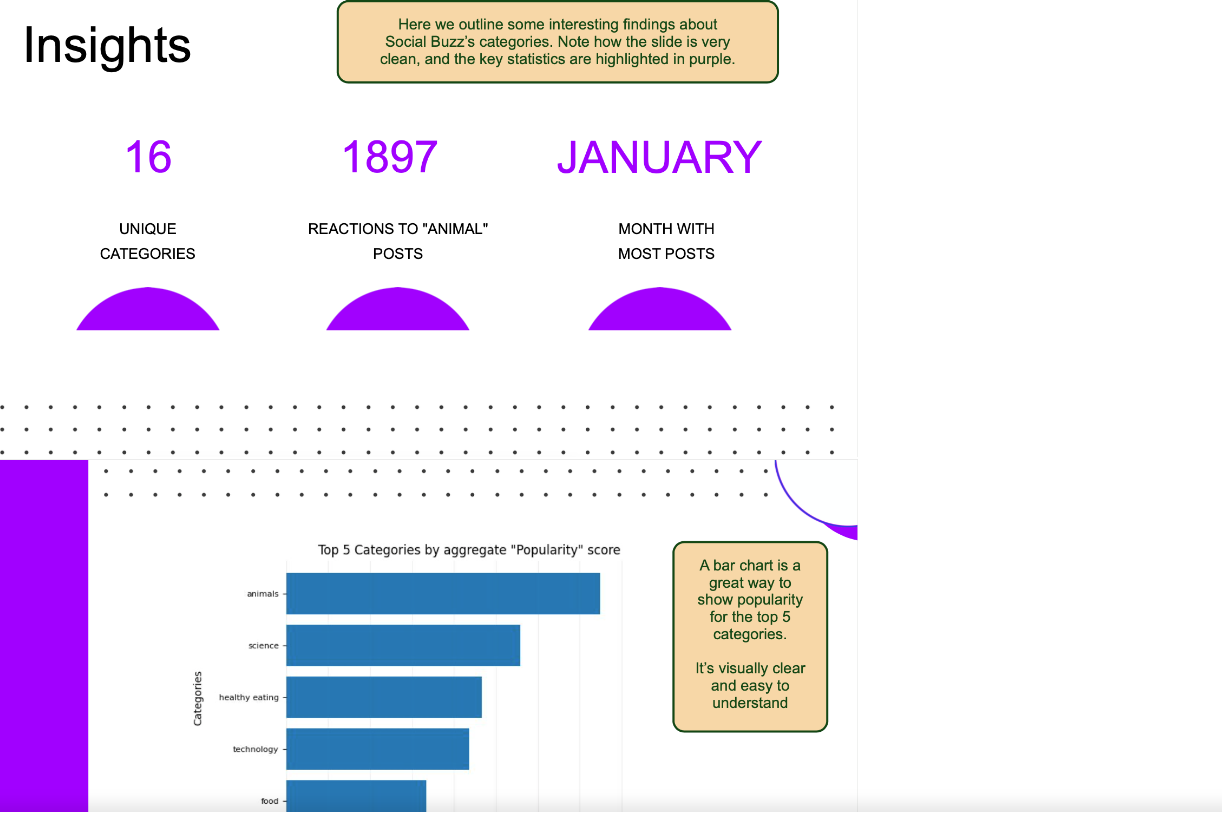 Insights
Here we outline some interesting findings about
Social Buzz's categories. Note how the slide is very
clean, and the key statistics are highlighted in purple.
16
1897
JANUARY
UNIQUE
CATEGORIES
REACTIONS TO "ANIMAL"
POSTS
MONTH WITH
MOST POSTS
Top 5 Categories by aggregate "Popularity" score
animals
science
healthy eating
technology
food
Categories
A bar chart is a
great way to
show popularity
for the top 5
categories.
It's visually clear
and easy to
understand